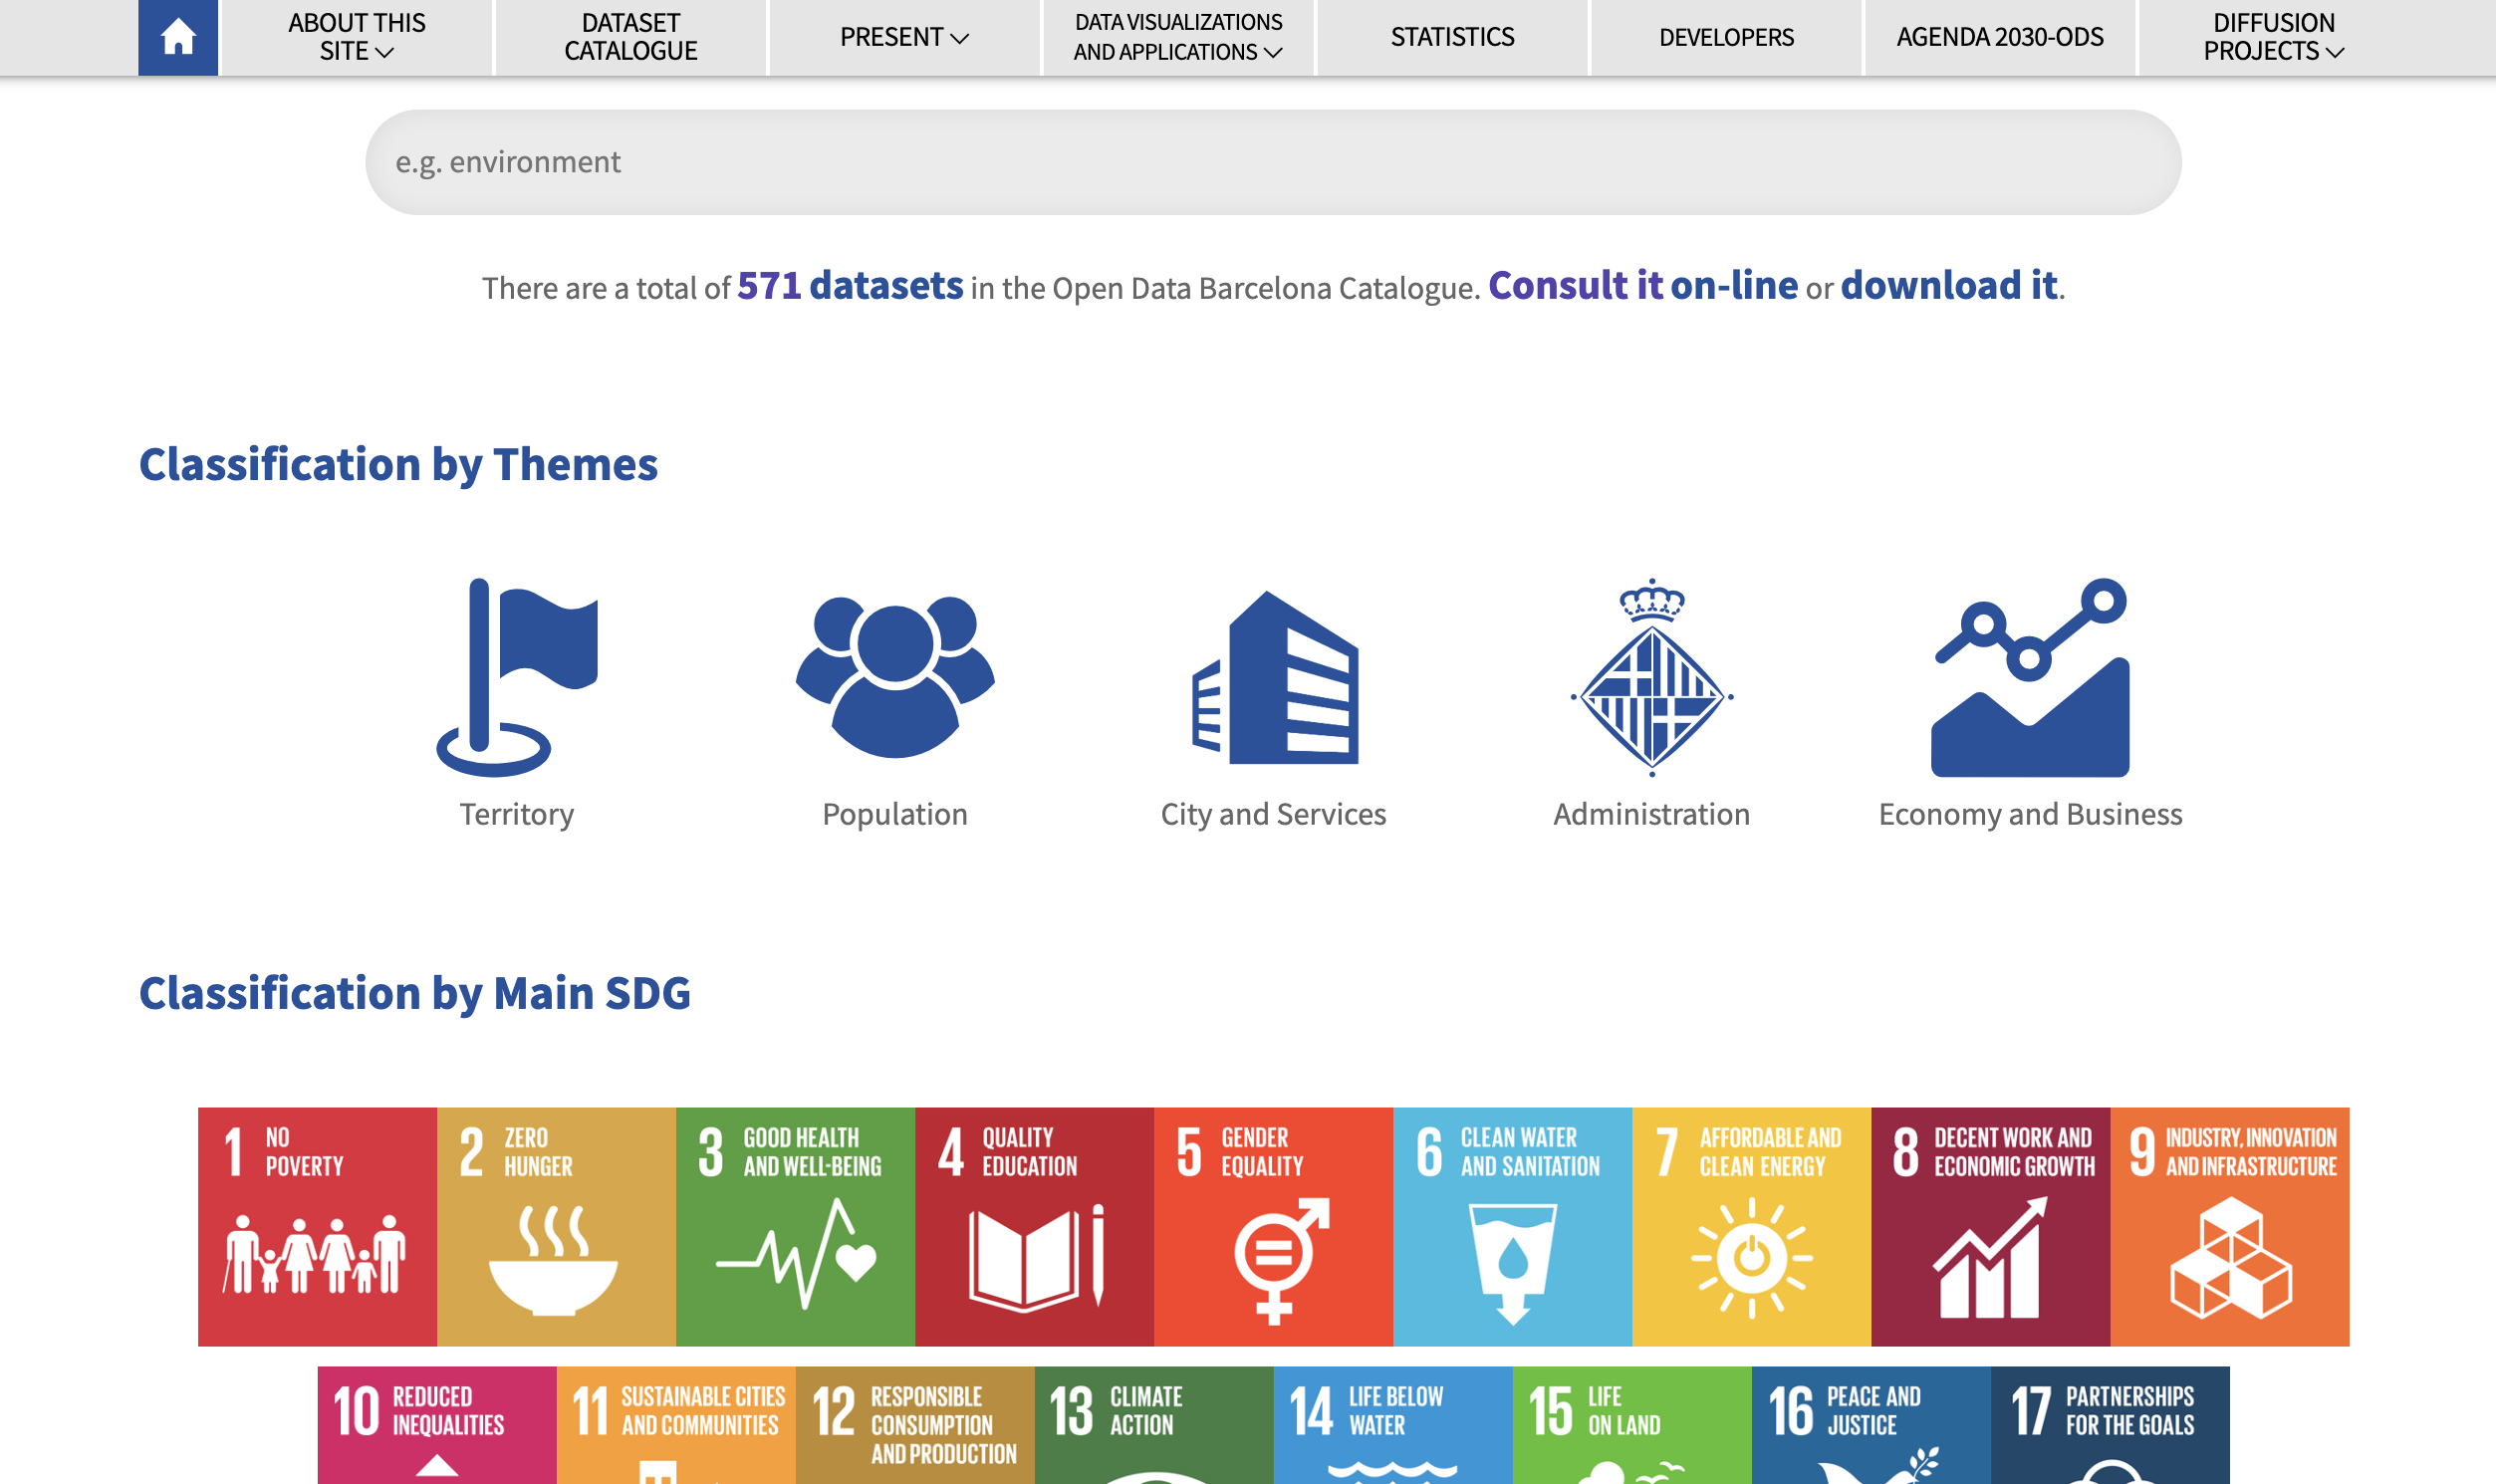 ABOUT THIS
SITE
DATASET
CATALOGUE
PRESENT
DATA VISUALIZATIONS
AND APPLICATIONS
STATISTICS
DEVELOPERS
AGENDA 2030-ODS
DIFFUSION
PROJECTS
e.g. environment
There are a total of 571 datasets in the Open Data Barcelona Catalogue. Consult it on-line or download it.
Classification by Themes
Territory
Population
City and Services
Administration
Economy and Business
Classification by Main SDG
1 NO
POVERTY
2 ZERO
HUNGER
3 GOOD HEALTH
AND WELL-BEING
4 QUALITY
EDUCATION
5 GENDER
EQUALITY
6 CLEAN WATER
AND SANITATION
7 AFFORDABLE AND
CLEAN ENERGY
8 DECENT WORK AND
ECONOMIC GROWTH
9 INDUSTRY, INNOVATION
AND INFRASTRUCTURE
10 REDUCED
INEQUALITIES
11 SUSTAINABLE CITIES
AND COMMUNITIES
12 RESPONSIBLE
CONSUMPTION
AND PRODUCTION
13 CLIMATE
ACTION
14 LIFE BELOW
WATER
15 LIFE
ON LAND
16 PEACE AND
JUSTICE
17 PARTNERSHIPS
FOR THE GOALS